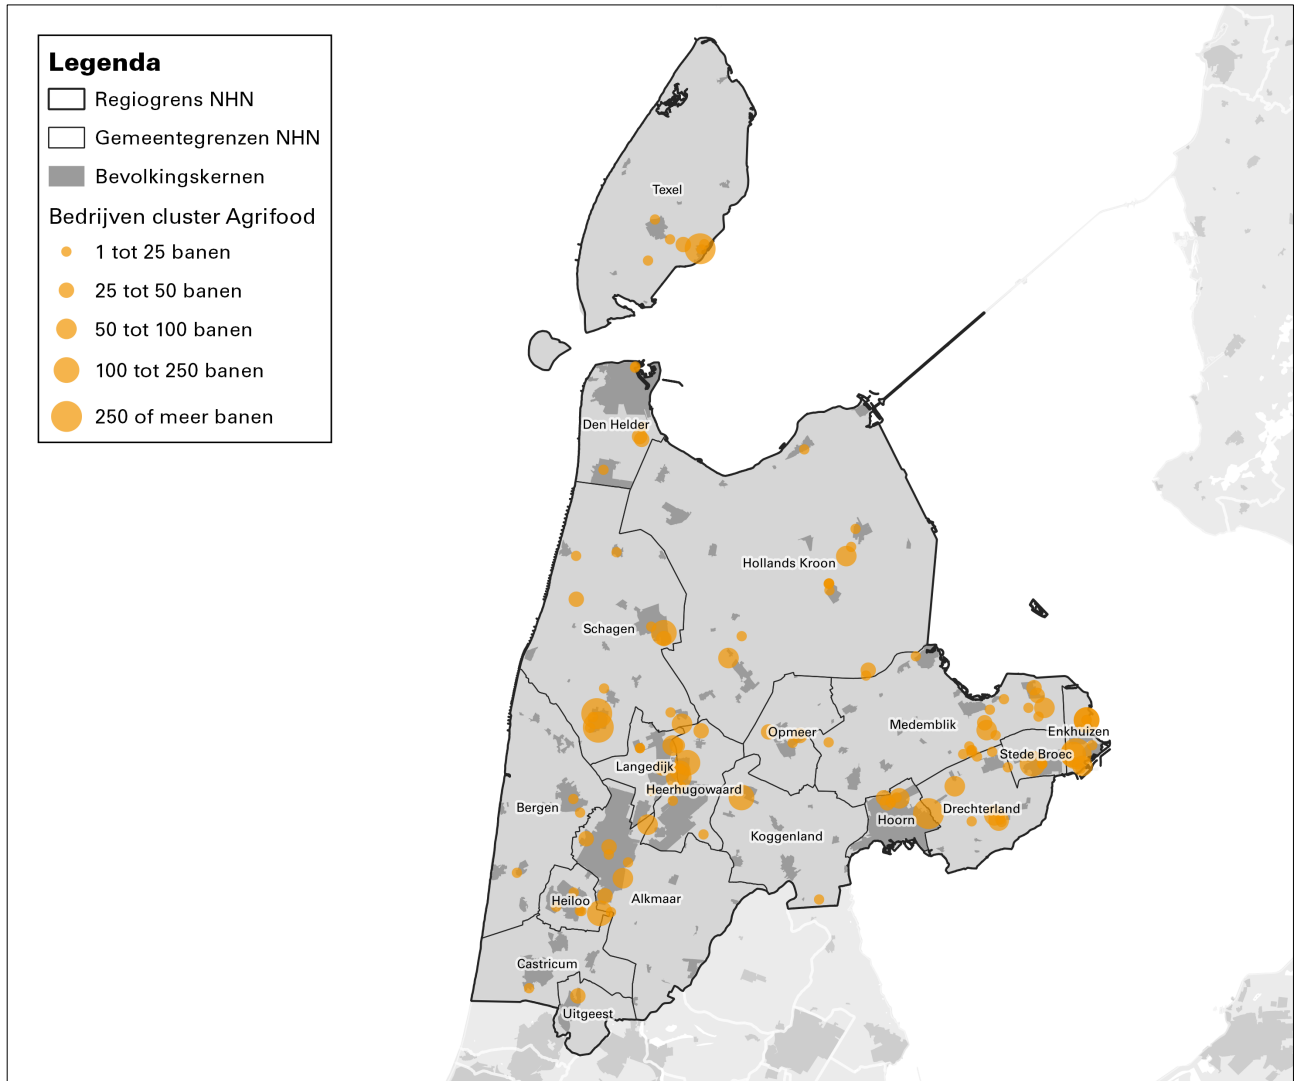 Legenda
Regiogrens NHN
Gemeentegrenzen NHN
Bevolkingskernen
Bedrijven cluster Agrifood
1 tot 25 banen
25 tot 50 banen
50 tot 100 banen
100 tot 250 banen
250 of meer banen
Texel
Den Helder
Hollands Kroon
Schagen
Medemblik
Opmeer
Enkhuizen
Stede Broec
Langedijk
Heerhugowaard
Bergen
Drechterland
Hoorn
Koggenland
Heiloo
Alkmaar
Castricum
Uitgeest